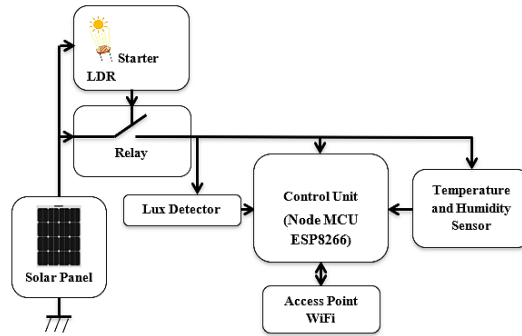 Starter
LDR
Relay
Lux Detector
Control Unit
(Node MCU
ESP8266)
Temperature
and Humidity
Sensor
Solar Panel
Access Point
WiFi